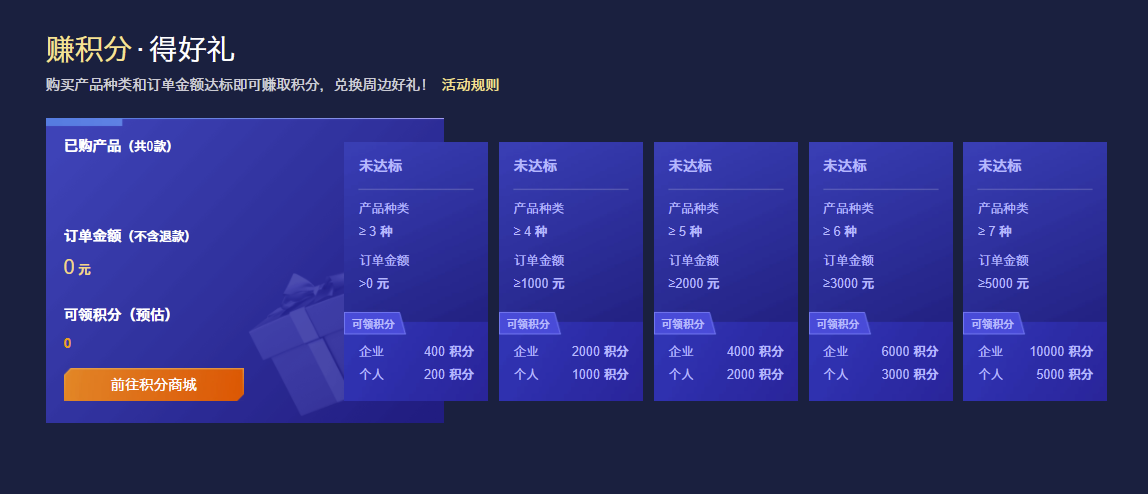 赚积分·得好礼
购买产品种类和订单金额达标即可赚取积分，兑换周边好礼！ 活动规则
已购产品（共0款）
订单金额（不含退款）
0 元
可领积分（预估）
0
前往积分商城
未达标
产品种类
≥ 3 种
订单金额
>0 元
可领积分
企业 400 积分
个人 200 积分
未达标
产品种类
≥ 4 种
订单金额
≥1000 元
可领积分
企业 2000 积分
个人 1000 积分
未达标
产品种类
≥ 5 种
订单金额
≥2000 元
可领积分
企业 4000 积分
个人 2000 积分
未达标
产品种类
≥ 6 种
订单金额
≥3000 元
可领积分
企业 6000 积分
个人 3000 积分
未达标
产品种类
≥ 7 种
订单金额
≥5000 元
可领积分
企业 10000 积分
个人 5000 积分